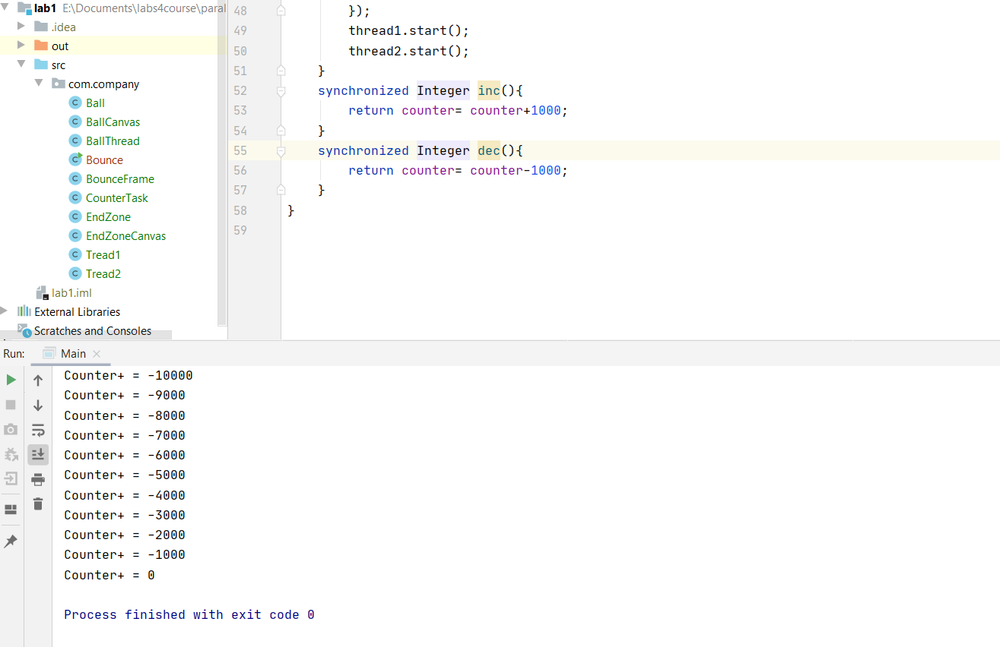 lab1 E:\Documents\labs4course\paral
.idea
out
src
com.company
C Ball
C BallCanvas
C BallThread
C Bounce
C BounceFrame
C CounterTask
C EndZone
C EndZoneCanvas
C Tread1
C Tread2
lab1.iml
External Libraries
Scratches and Consoles
48 });
49 thread1.start();
50 thread2.start();
51 }
52 synchronized Integer inc(){
53 return counter= counter+1000;
54 }
55 synchronized Integer dec(){
56 return counter= counter-1000;
57 }
58 }
59
Run: Main
Counter+ = -10000
Counter+ = -9000
Counter+ = -8000
Counter+ = -7000
Counter+ = -6000
Counter+ = -5000
Counter+ = -4000
Counter+ = -3000
Counter+ = -2000
Counter+ = -1000
Counter+ = 0
Process finished with exit code 0